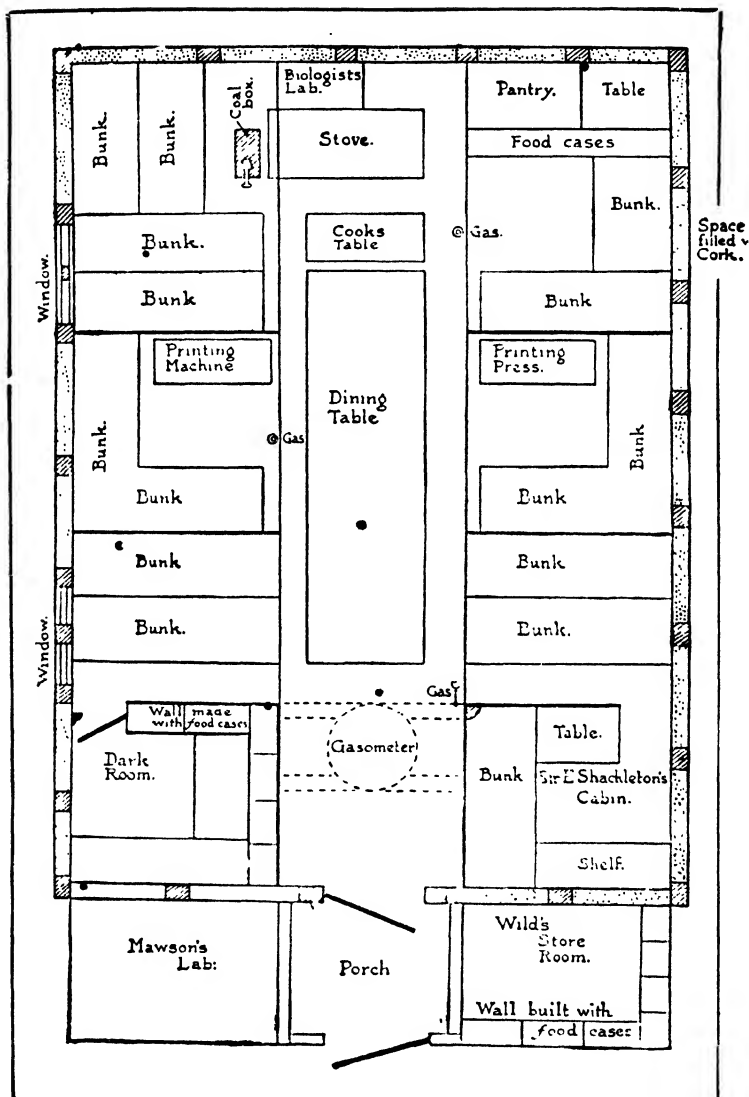 Biologists
Lab.
Coal
box.
Pantry.
Table
Bunk.
Bunk.
Stove.
Food cases
Bunk.
Bunk.
Cooks
Table
Gas.
Space
filled
Cork.
Window.
Bunk
Bunk
Printing
Machine
Printing
Press.
Dining
Table
Bunk.
Gas
Bunk
Bunk
Bunk
Bunk
Bunk
Bunk.
Bunk.
Window.
Gas
Wall made
with food cases
Table.
Gasometer
Dark
Room.
Bunk
Sir E Shackleton's
Cabin.
Shelf.
Mawson's
Lab:
Porch
Wild's
Store
Room.
Wall built with
food cases